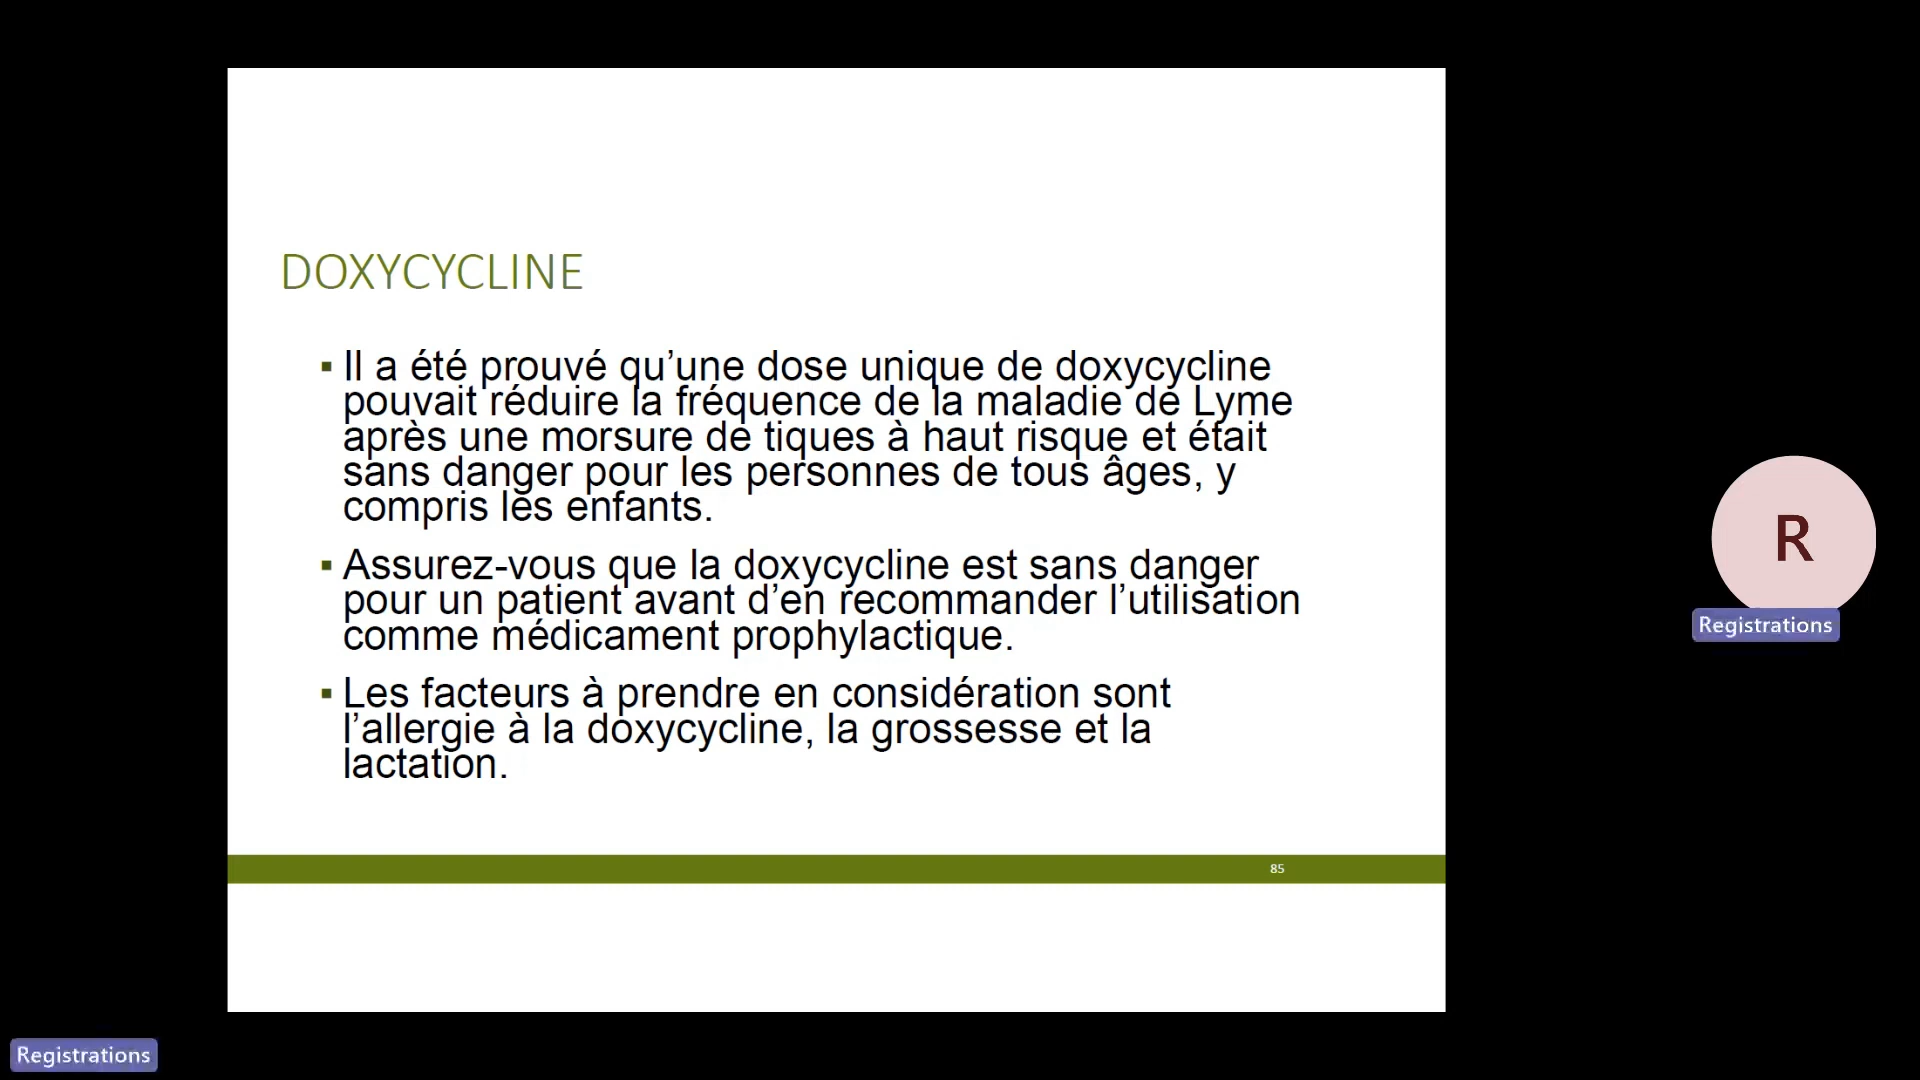 DOXYCYCLINE
▪ Il a été prouvé qu’une dose unique de doxycycline
pouvait réduire la fréquence de la maladie de Lyme
après une morsure de tiques à haut risque et était
sans danger pour les personnes de tous âges, y
compris les enfants.
▪ Assurez-vous que la doxycycline est sans danger
pour un patient avant d’en recommander l’utilisation
comme médicament prophylactique.
▪ Les facteurs à prendre en considération sont
l’allergie à la doxycycline, la grossesse et la
lactation.
85
R
Registrations
Registrations